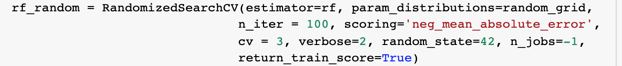 rf_random = RandomizedSearchCV(estimator=rf, param_distributions=random_grid,
n_iter = 100, scoring='neg_mean_absolute_error',
cv = 3, verbose=2, random_state=42, n_jobs=-1,
return_train_score=True)